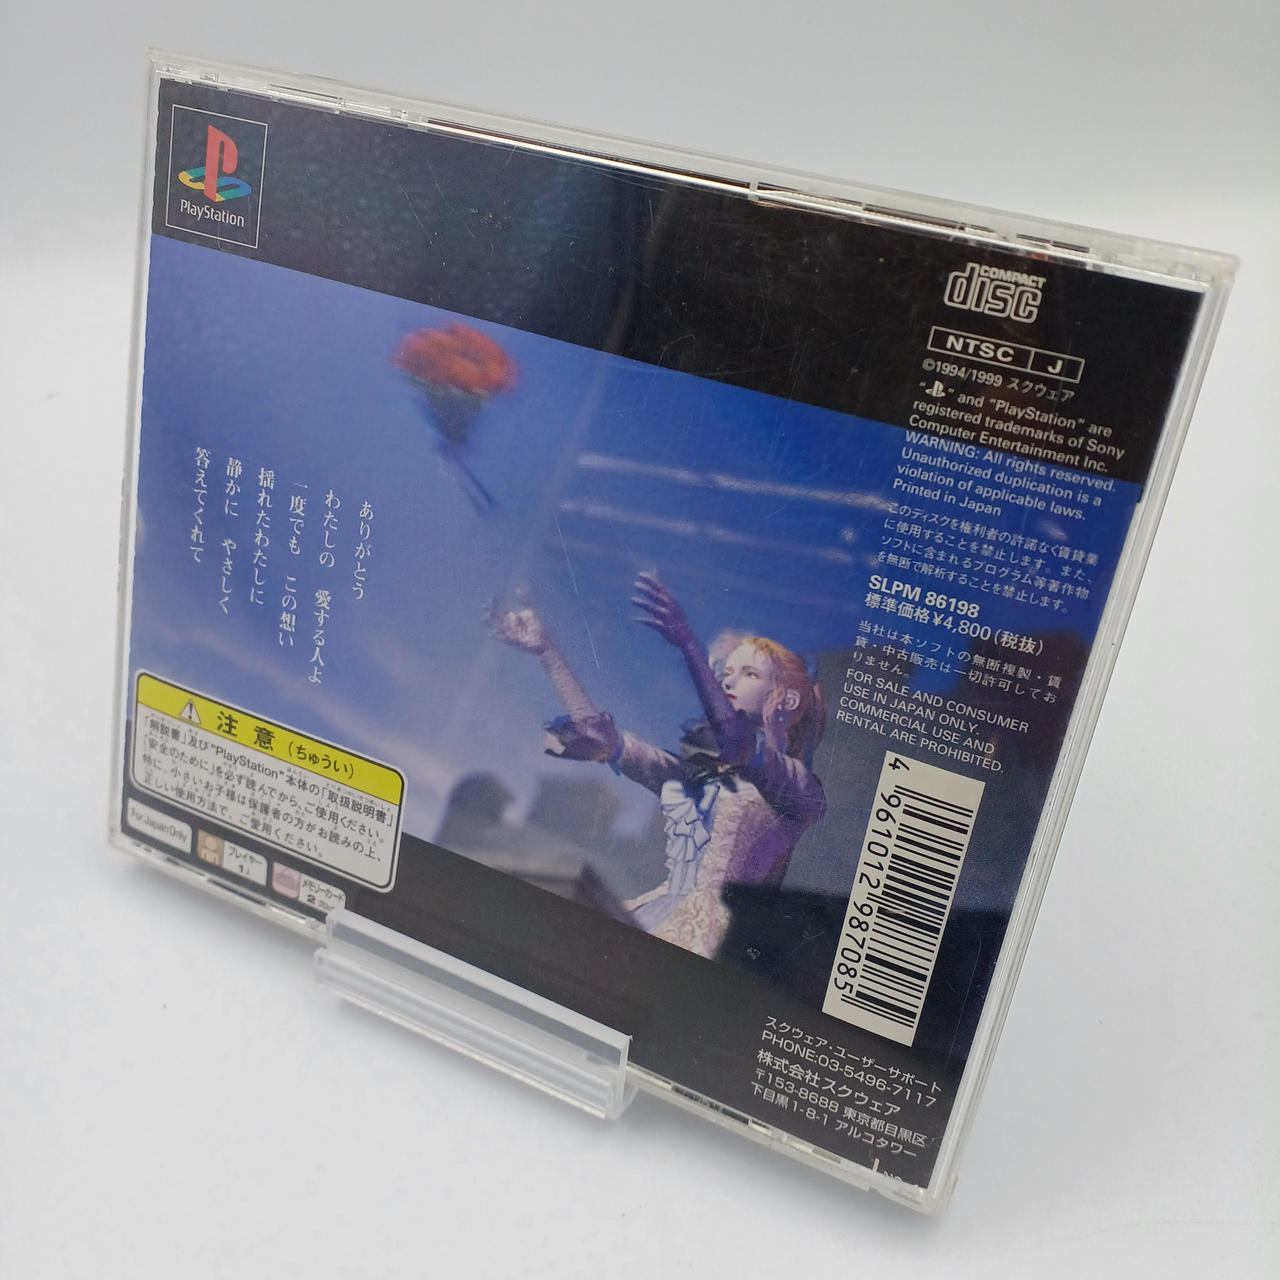 PlayStation
COMPACT
disc
NTSC J
©1994/1999 スクウェア
" " and "PlayStation" are
registered trademarks of Sony
Computer Entertainment Inc.
WARNING: All rights reserved.
Unauthorized duplication is a
violation of applicable laws.
Printed in Japan
このディスクを権利者の許諾なく賃貸業
に使用することを禁止します。また、
ソフトに含まれるプログラム等著作物
を無断で解析することを禁止します。
SLPM 86198
標準価格¥4,800(税抜)
当社は本ソフトの無断複製・賃
貸・中古販売は一切許可してお
りません。
FOR SALE AND CONSUMER
USE IN JAPAN ONLY.
COMMERCIAL USE AND
RENTAL ARE PROHIBITED.
ありがとう
わたしの 愛する人よ
一度でも この想い
揺れたわたしに
静かに やさしく
答えてくれて
注意(ちゅうい)
「解説書」及び"PlayStation"本体の「取扱説明書」
「安全のために」を必ず読んでから、ご使用ください。
特に、小さいお子様は保護者の方がお読みの上、
正しい使用方法で、ご愛用ください。
For Japan Only
プレイヤー
1人
メモリーカード
2
4 961012 987085
スクウェア・ユーザーサポート
PHONE:03-5496-7117
株式会社スクウェア
〒153-8688 東京都目黒区
下目黒1-8-1 アルコタワー